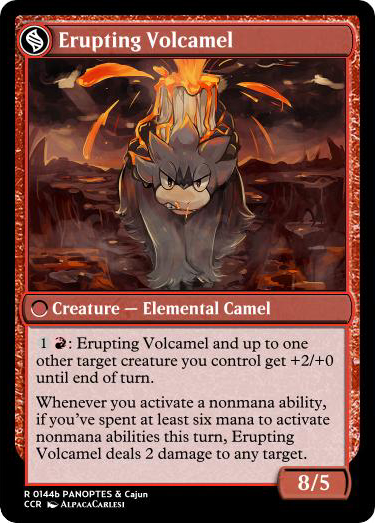 Erupting Volcamel
Creature — Elemental Camel
1 R: Erupting Volcamel and up to one
other target creature you control get +2/+0
until end of turn.
Whenever you activate a nonmana ability,
if you've spent at least six mana to activate
nonmana abilities this turn, Erupting
Volcamel deals 2 damage to any target.
8/5
R 0144b PANOPTES & Cajun
CCR AlpacaCarlesi